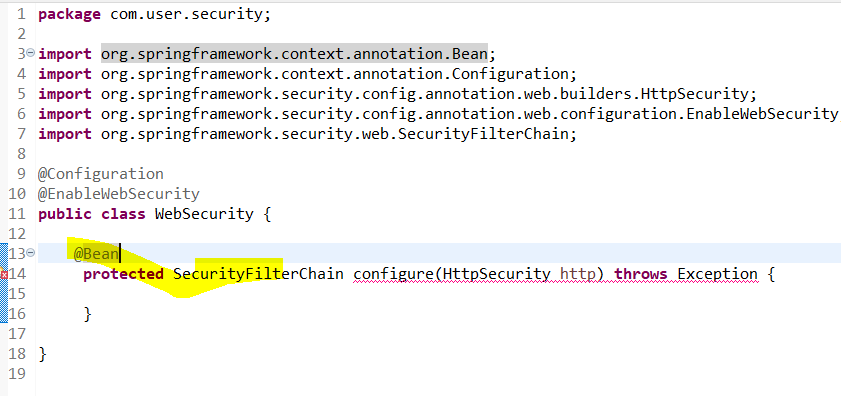 1 package com.user.security;
2
3 import org.springframework.context.annotation.Bean;
4 import org.springframework.context.annotation.Configuration;
5 import org.springframework.security.config.annotation.web.builders.HttpSecurity;
6 import org.springframework.security.config.annotation.web.configuration.EnableWebSecurity
7 import org.springframework.security.web.SecurityFilterChain;
8
9 @Configuration
10 @EnableWebSecurity
11 public class WebSecurity {
12
13 @Bean
14 protected SecurityFilterChain configure(HttpSecurity http) throws Exception {
15
16 }
17
18 }
19